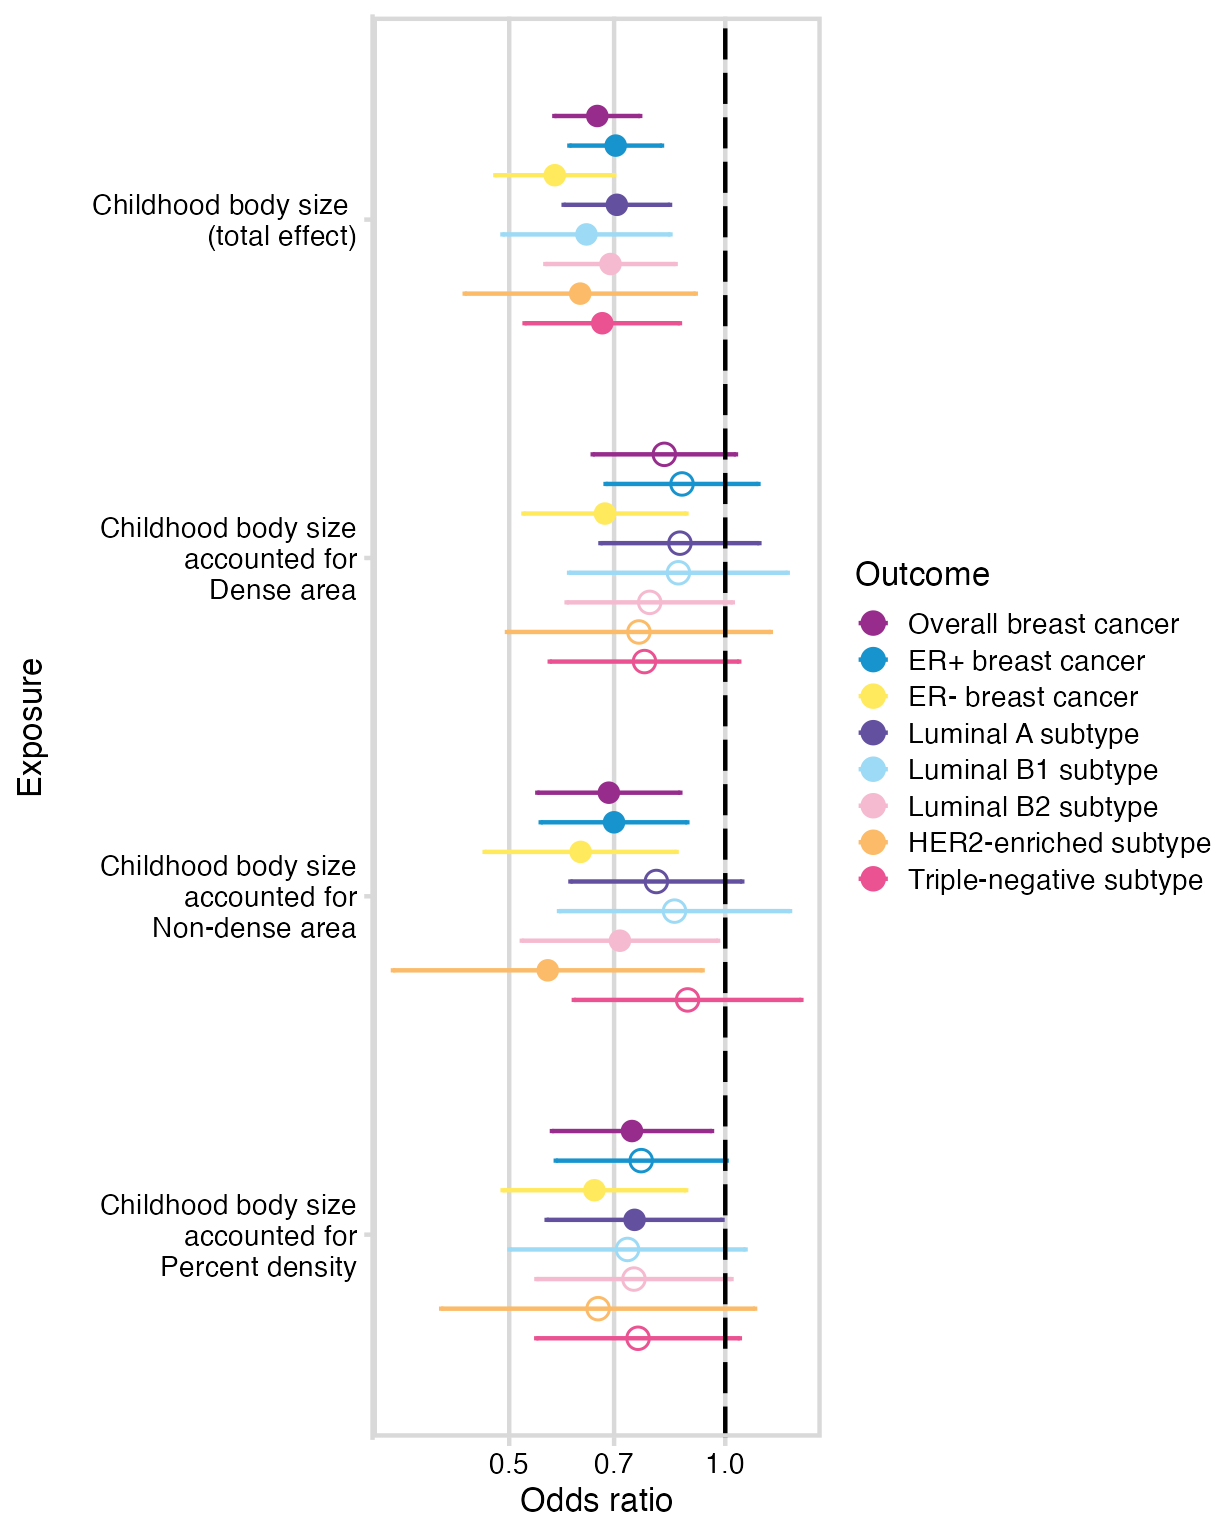 Exposure
Childhood body size
(total effect)
Childhood body size
accounted for
Dense area
Childhood body size
accounted for
Non-dense area
Childhood body size
accounted for
Percent density
0.5 0.7 1.0
Odds ratio
Outcome
Overall breast cancer
ER+ breast cancer
ER- breast cancer
Luminal A subtype
Luminal B1 subtype
Luminal B2 subtype
HER2-enriched subtype
Triple-negative subtype